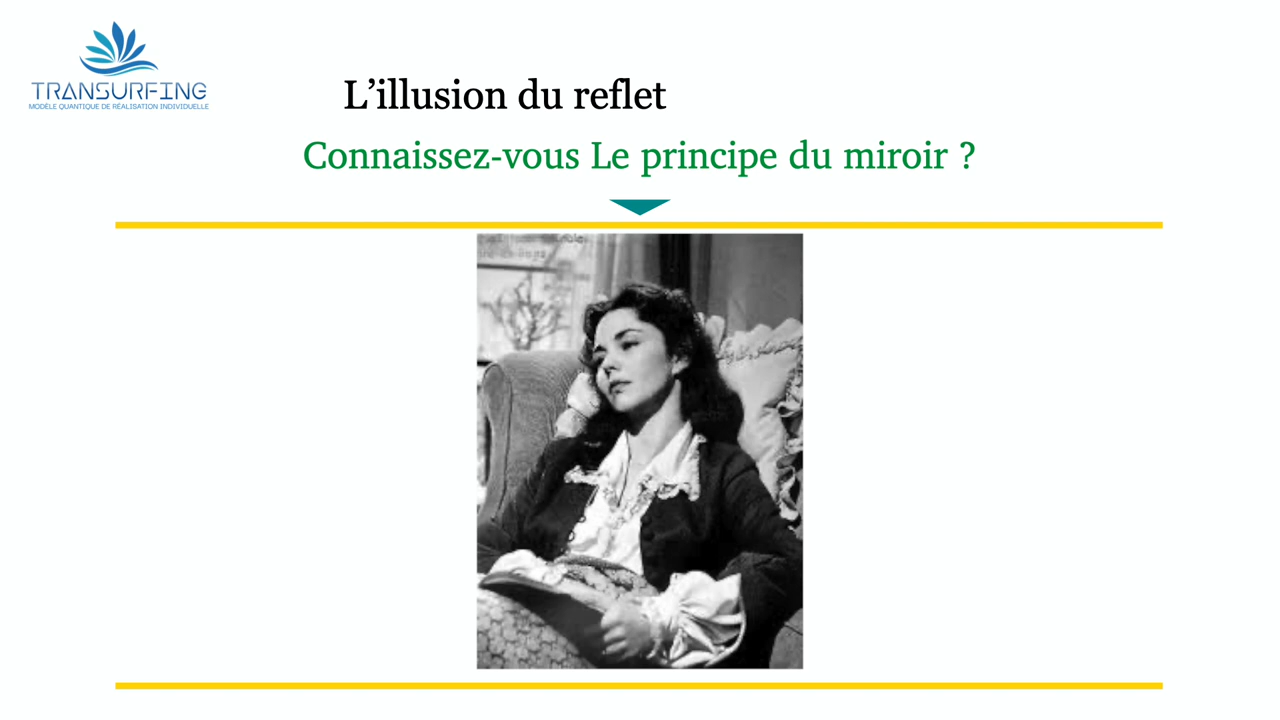 TRANSURFING
MODÈLE QUANTIQUE DE RÉALISATION INDIVIDUELLE
L’illusion du reflet
Connaissez-vous Le principe du miroir ?